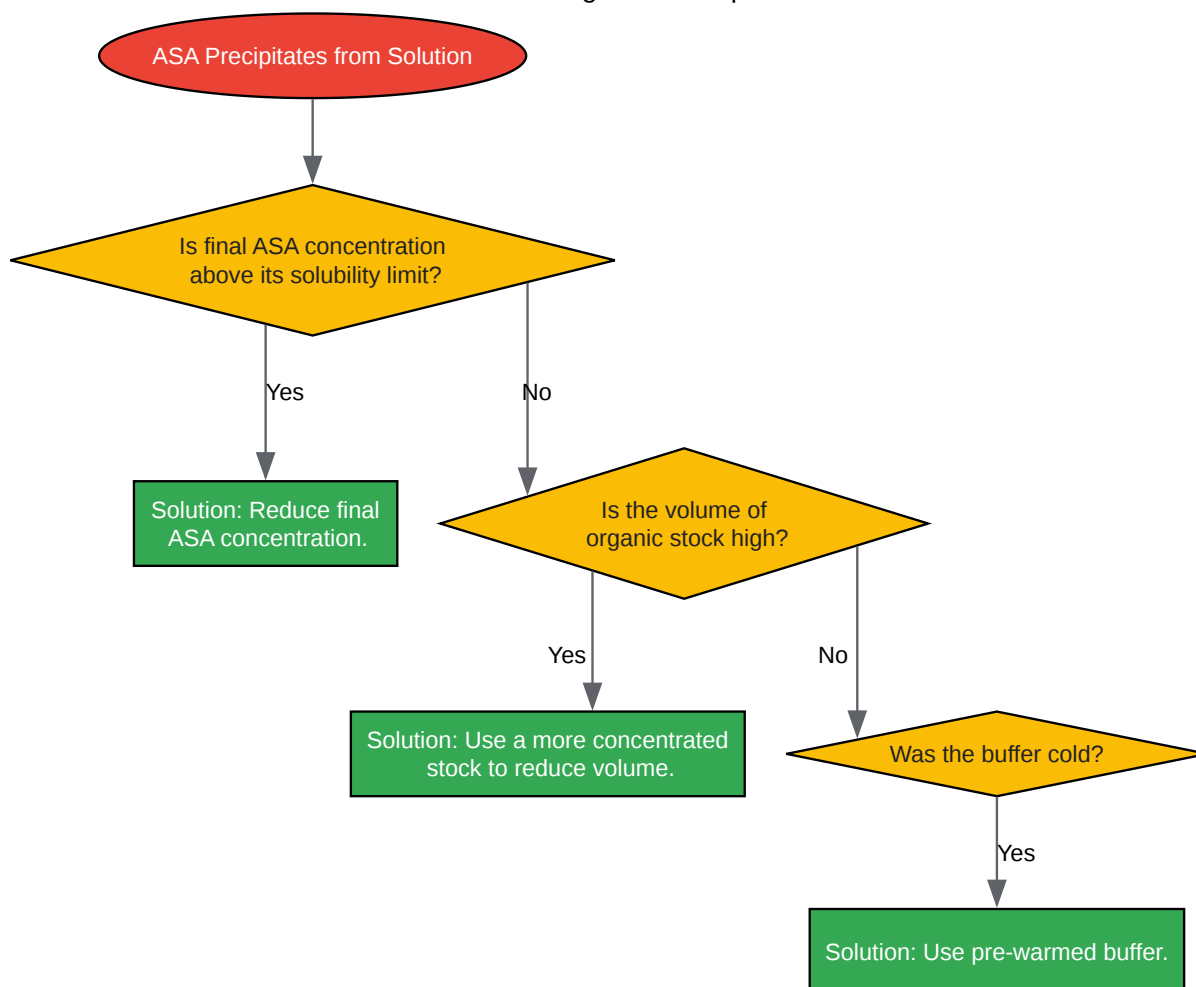 ASA Precipitates from Solution
Is final ASA concentration
above its solubility limit?
Yes
No
Solution: Reduce final
ASA concentration.
Is the volume of
organic stock high?
Yes
No
Solution: Use a more concentrated
stock to reduce volume.
Was the buffer cold?
Yes
Solution: Use pre-warmed buffer.